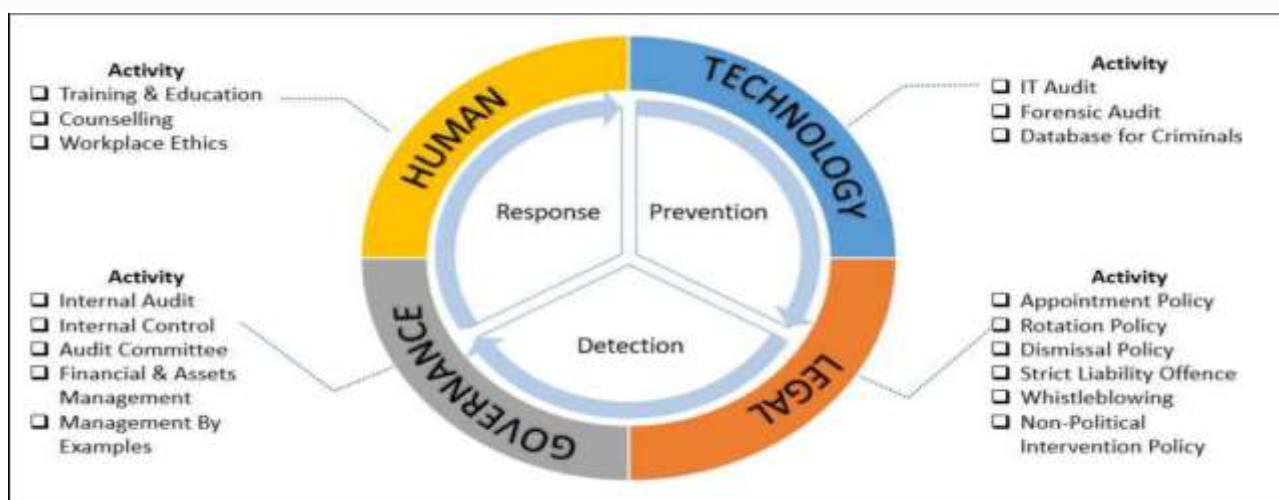 Activity
❑ Training & Education
❑ Counselling
❑ Workplace Ethics
HUMAN
TECHNOLOGY
Activity
❑ IT Audit
❑ Forensic Audit
❑ Database for Criminals
Response
Prevention
Detection
Activity
❑ Internal Audit
❑ Internal Control
❑ Audit Committee
❑ Financial & Assets
Management
❑ Management By
Examples
GOVERNANCE
LEGAL
Activity
❑ Appointment Policy
❑ Rotation Policy
❑ Dismissal Policy
❑ Strict Liability Offence
❑ Whistleblowing
❑ Non-Political
Intervention Policy